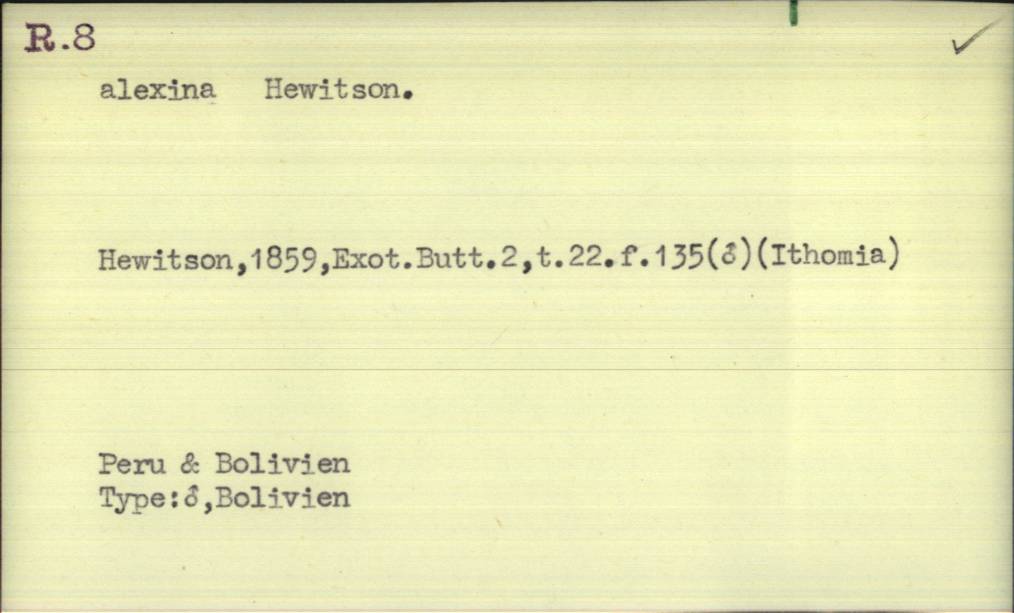 R.8
alexina Hewitson.
Hewitson,1859,Exot.Butt.2,t.22.f.135(♂)(Ithomia)
Peru & Bolivien
Type:♂,Bolivien